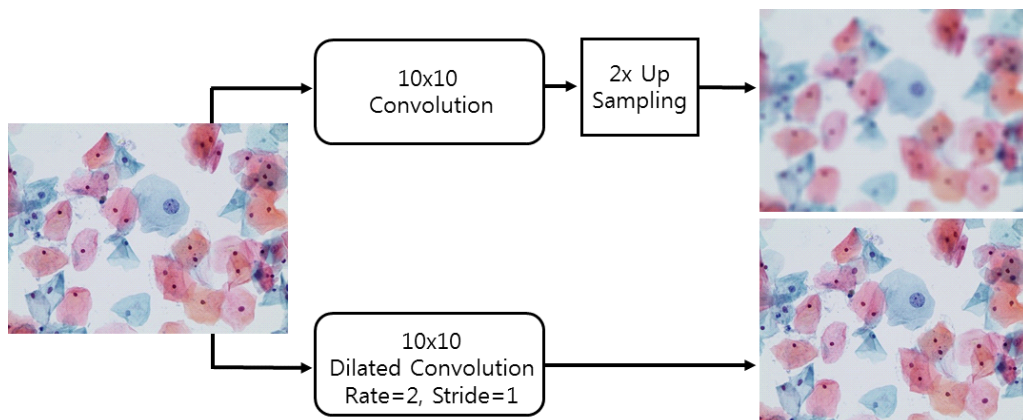 10x10
Convolution
2x Up
Sampling
10x10
Dilated Convolution
Rate=2, Stride=1